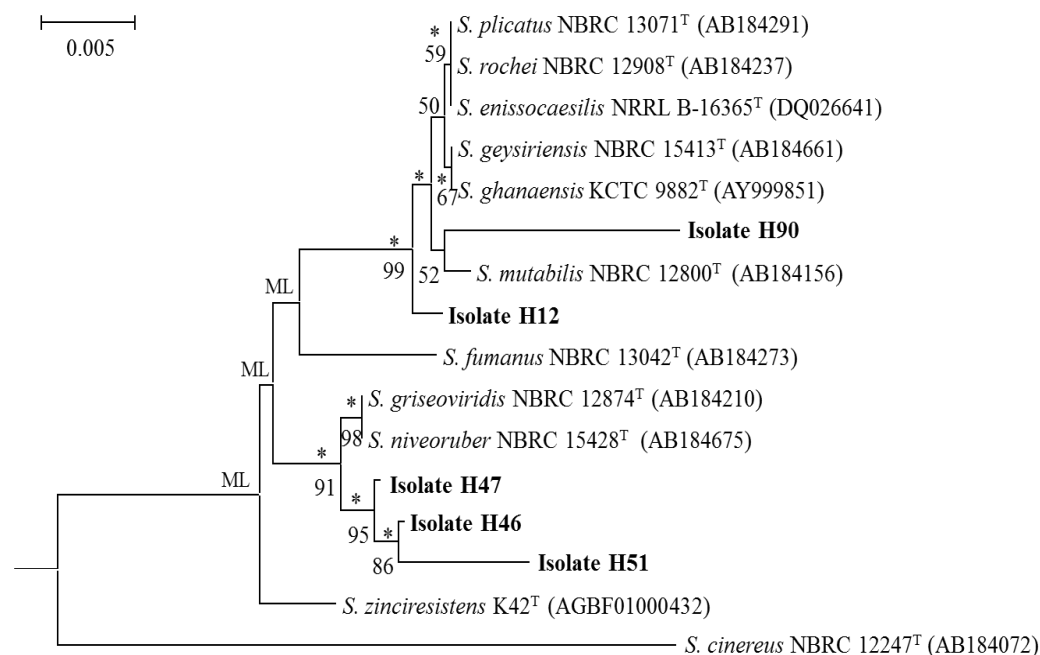 S. plicatus NBRC 13071ᵀ (AB184291)
*
0.005
59
S. rochei NBRC 12908ᵀ (AB184237)
50
S. enissocaesilis NRRL B-16365ᵀ (DQ026641)
S. geysiriensis NBRC 15413ᵀ (AB184661)
*
*
67
S. ghanaensis KCTC 9882ᵀ (AY999851)
Isolate H90
*
99
52
S. mutabilis NBRC 12800ᵀ (AB184156)
ML
Isolate H12
S. fumanus NBRC 13042ᵀ (AB184273)
ML
*
S. griseoviridis NBRC 12874ᵀ (AB184210)
98
S. niveoruber NBRC 15428ᵀ (AB184675)
*
ML
91
Isolate H47
*
95
*
Isolate H46
86
Isolate H51
S. zinciresistens K42ᵀ (AGBF01000432)
S. cinereus NBRC 12247ᵀ (AB184072)